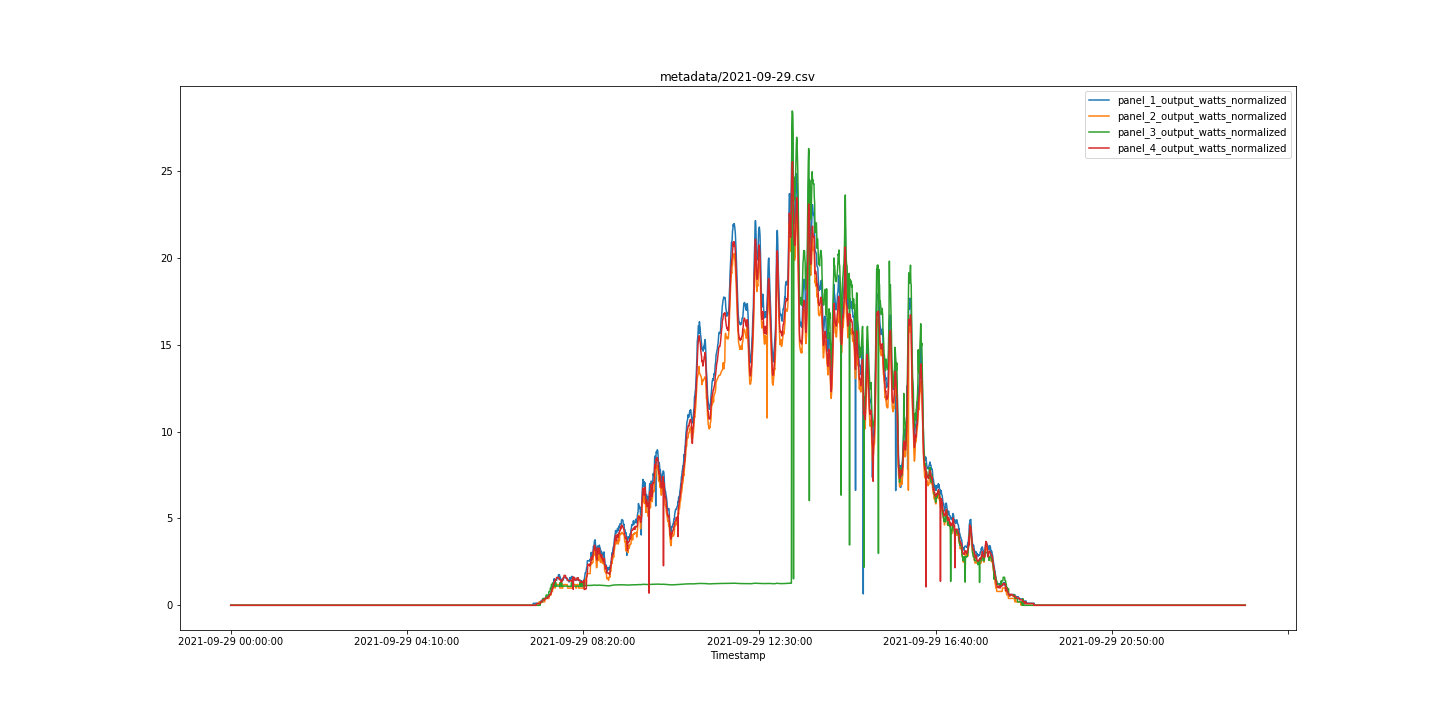 metadata/2021-09-29.csv
panel_1_output_watts_normalized
panel_2_output_watts_normalized
panel_3_output_watts_normalized
panel_4_output_watts_normalized
25
20
15
10
5
0
2021-09-29 00:00:00 2021-09-29 04:10:00 2021-09-29 08:20:00 2021-09-29 12:30:00 2021-09-29 16:40:00 2021-09-29 20:50:00
Timestamp